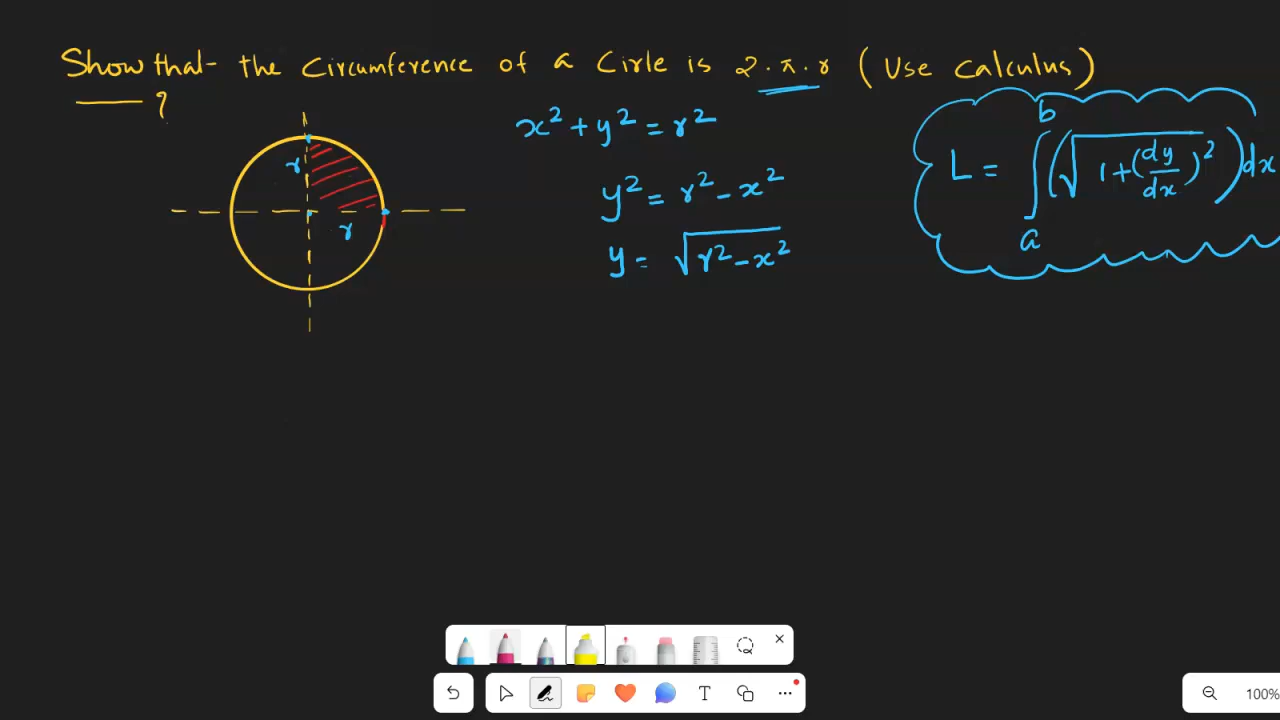 Show that the Circumference of a Cirle is 2.π.r (Use Calculus)
?
r
r
x² + y² = r²
y² = r² - x²
y = √(r² - x²)
L = ∫ₐᵇ (√(1 + (dy/dx)²)) dx
T
100%